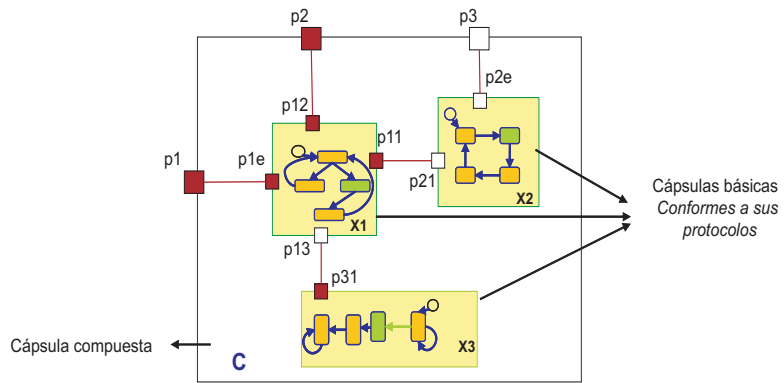 p2
p3
p2e
p12
p11
p1
p1e
p21
X2
Cápsulas básicas
Conformes a sus
protocolos
X1
p13
p31
X3
Cápsula compuesta
C